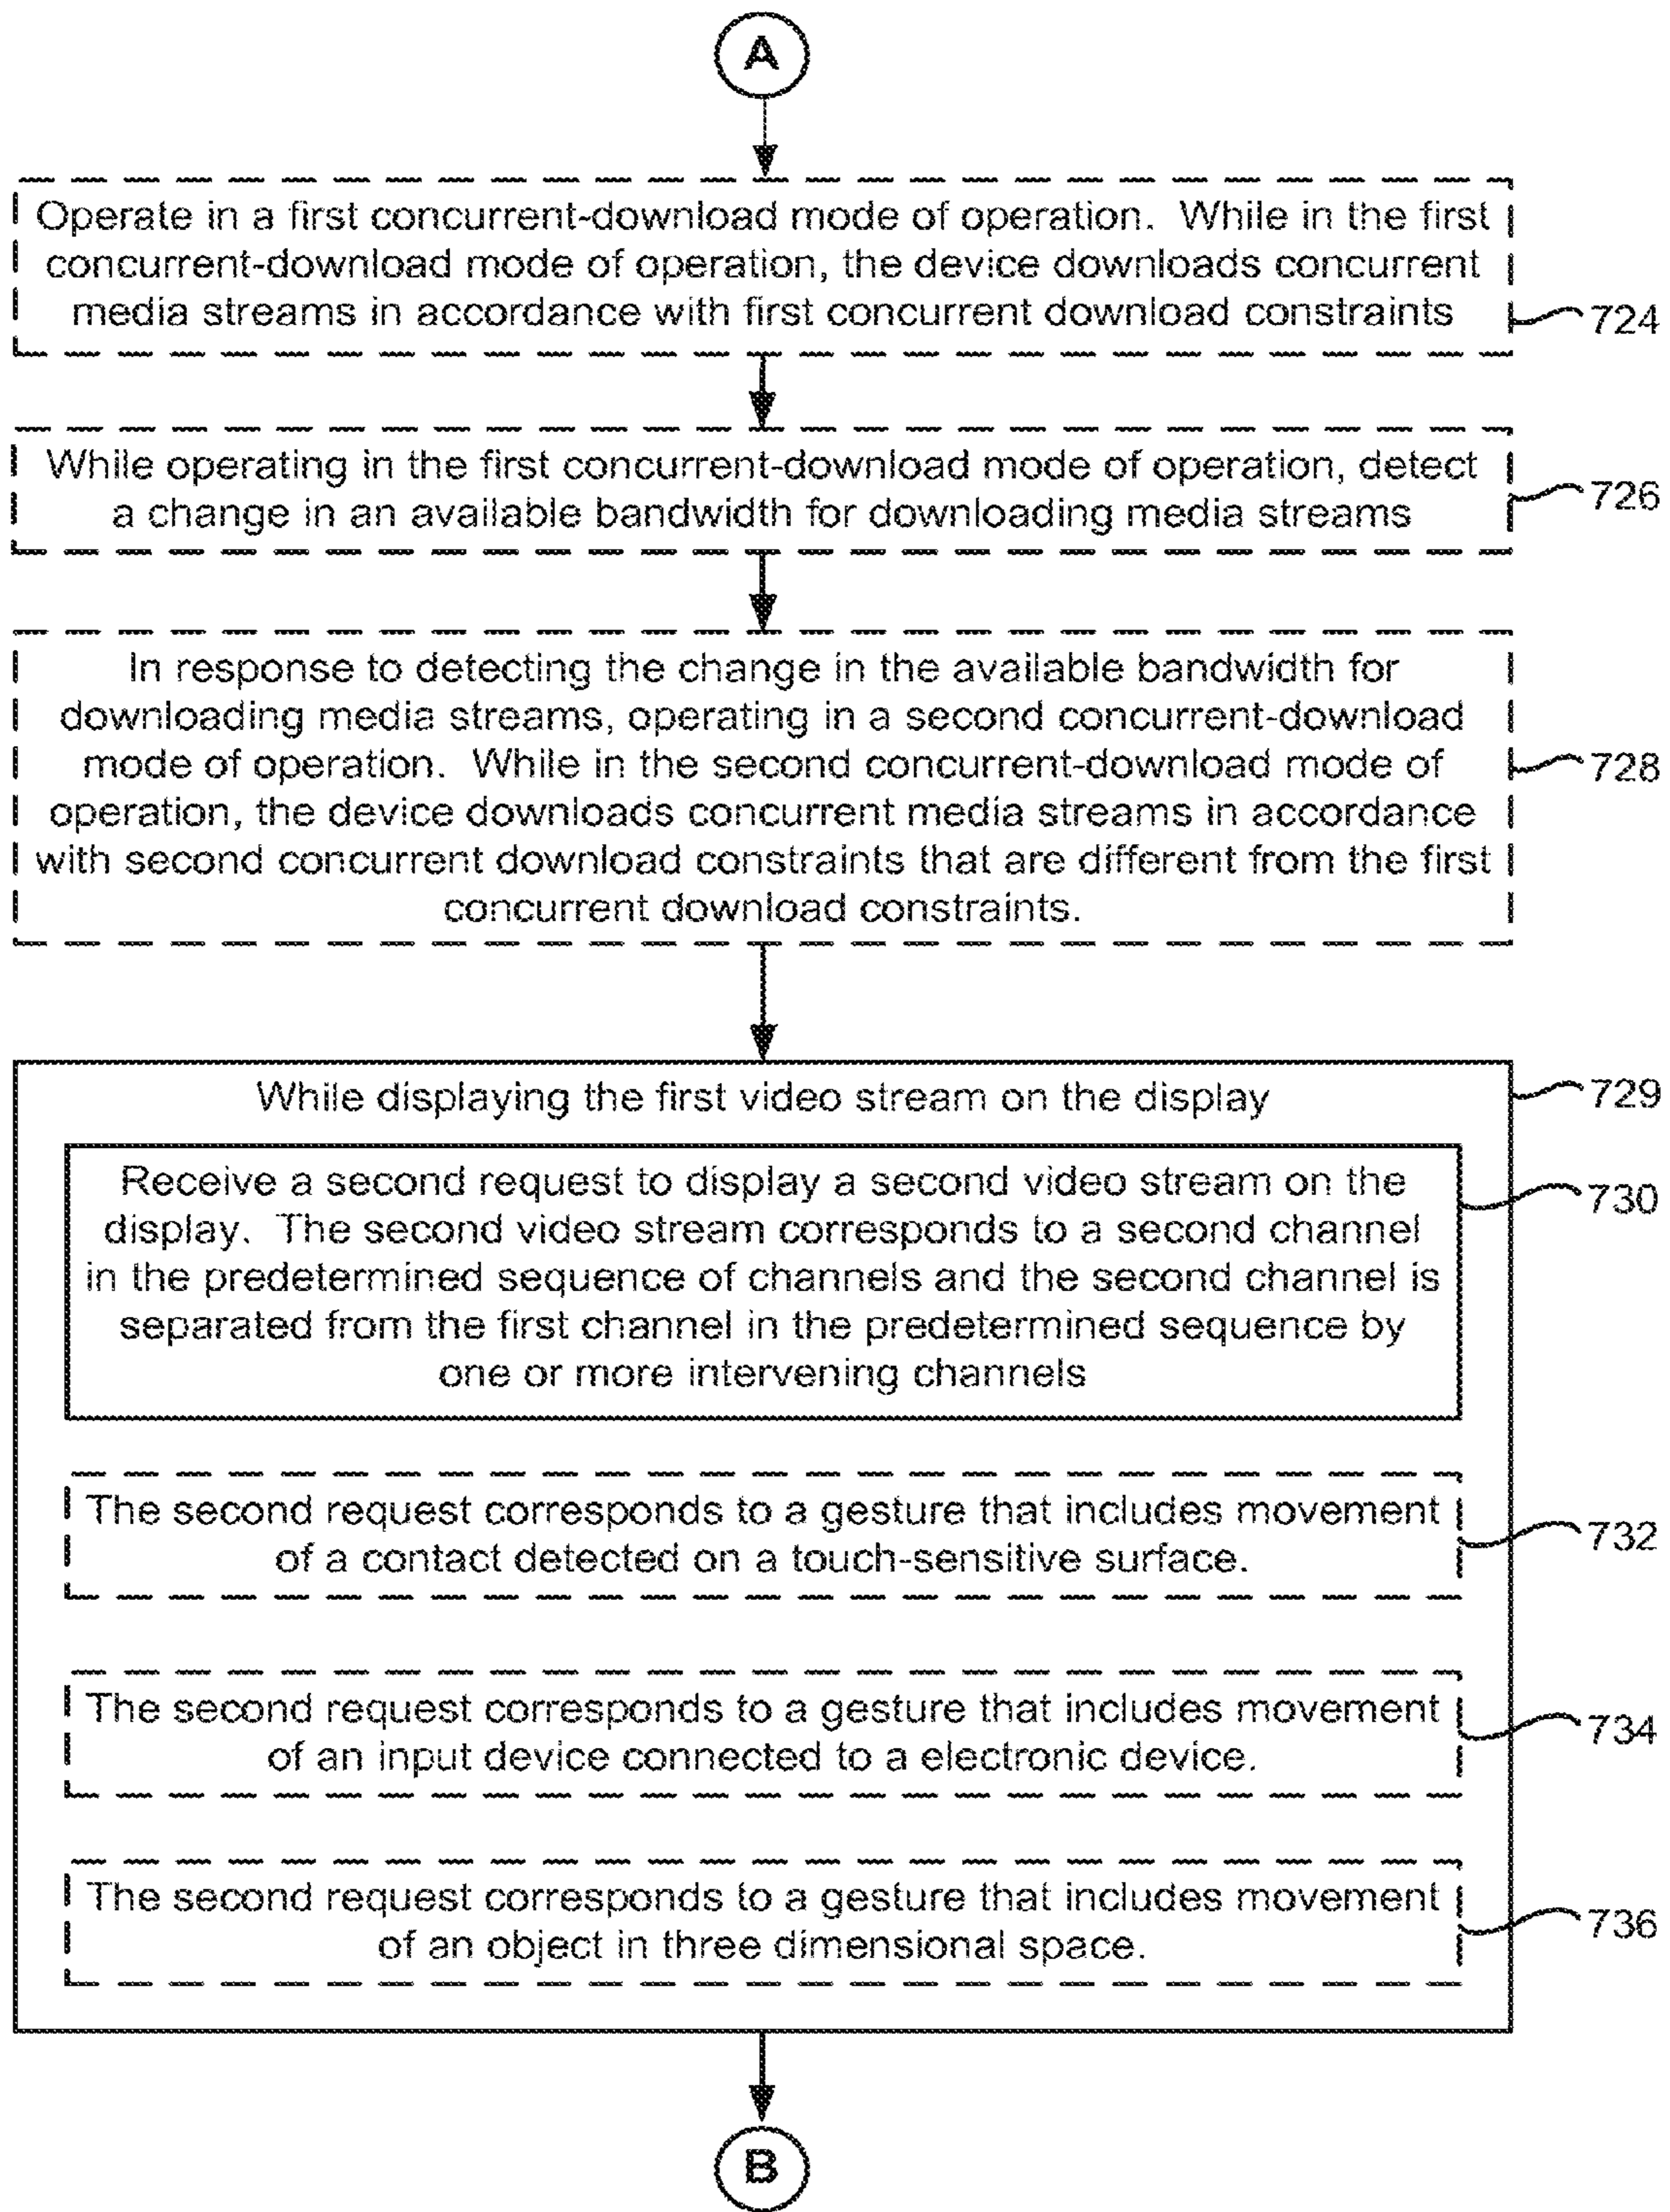 A
Operate in a first concurrent-download mode of operation. While in the first
concurrent-download mode of operation, the device downloads concurrent
media streams in accordance with first concurrent download constraints
724
While operating in the first concurrent-download mode of operation, detect
a change in an available bandwidth for downloading media streams
726
In response to detecting the change in the available bandwidth for
downloading media streams, operating in a second concurrent-download
mode of operation. While in the second concurrent-download mode of
operation, the device downloads concurrent media streams in accordance
with second concurrent download constraints that are different from the first
concurrent download constraints.
728
While displaying the first video stream on the display
729
Receive a second request to display a second video stream on the
display. The second video stream corresponds to a second channel
in the predetermined sequence of channels and the second channel is
separated from the first channel in the predetermined sequence by
one or more intervening channels
730
The second request corresponds to a gesture that includes movement
of a contact detected on a touch-sensitive surface.
732
The second request corresponds to a gesture that includes movement
of an input device connected to a electronic device.
734
The second request corresponds to a gesture that includes movement
of an object in three dimensional space.
736
B